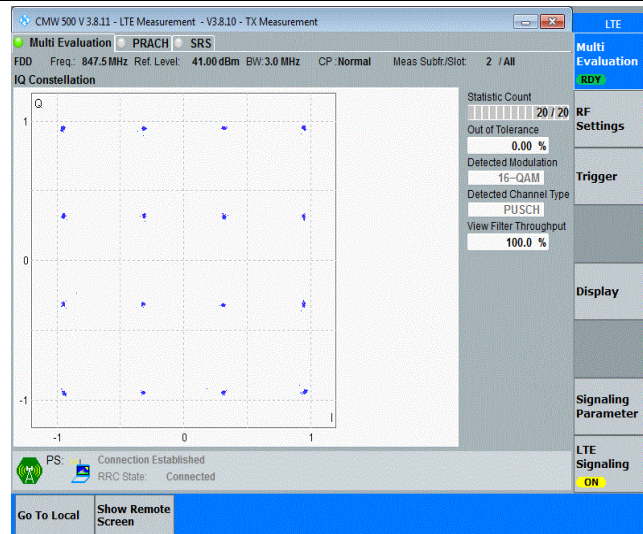 CMW 500 V 3.8.11 - LTE Measurement - V3.8.10 - TX Measurement
LTE
Multi Evaluation PRACH SRS
FDD Freq.: 847.5 MHz Ref. Level: 41.00 dBm BW: 3.0 MHz CP : Normal Meas Subfr./Slot: 2 / All
IQ Constellation
Q
1
0
-1
-1 0 1
I
Statistic Count
20 / 20
Out of Tolerance
0.00 %
Detected Modulation
16-QAM
Detected Channel Type
PUSCH
View Filter Throughput
100.0 %
Multi
Evaluation
RDY
RF
Settings
Trigger
Display
Signaling
Parameter
LTE
Signaling
ON
PS: Connection Established
RRC State: Connected
Go To Local
Show Remote
Screen